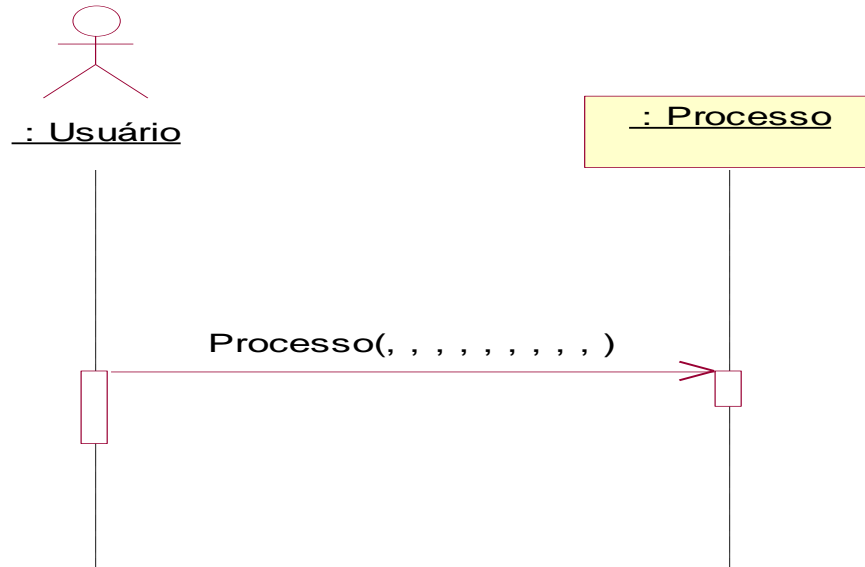 : Usuário
: Processo
Processo(, , , , , , , , , )